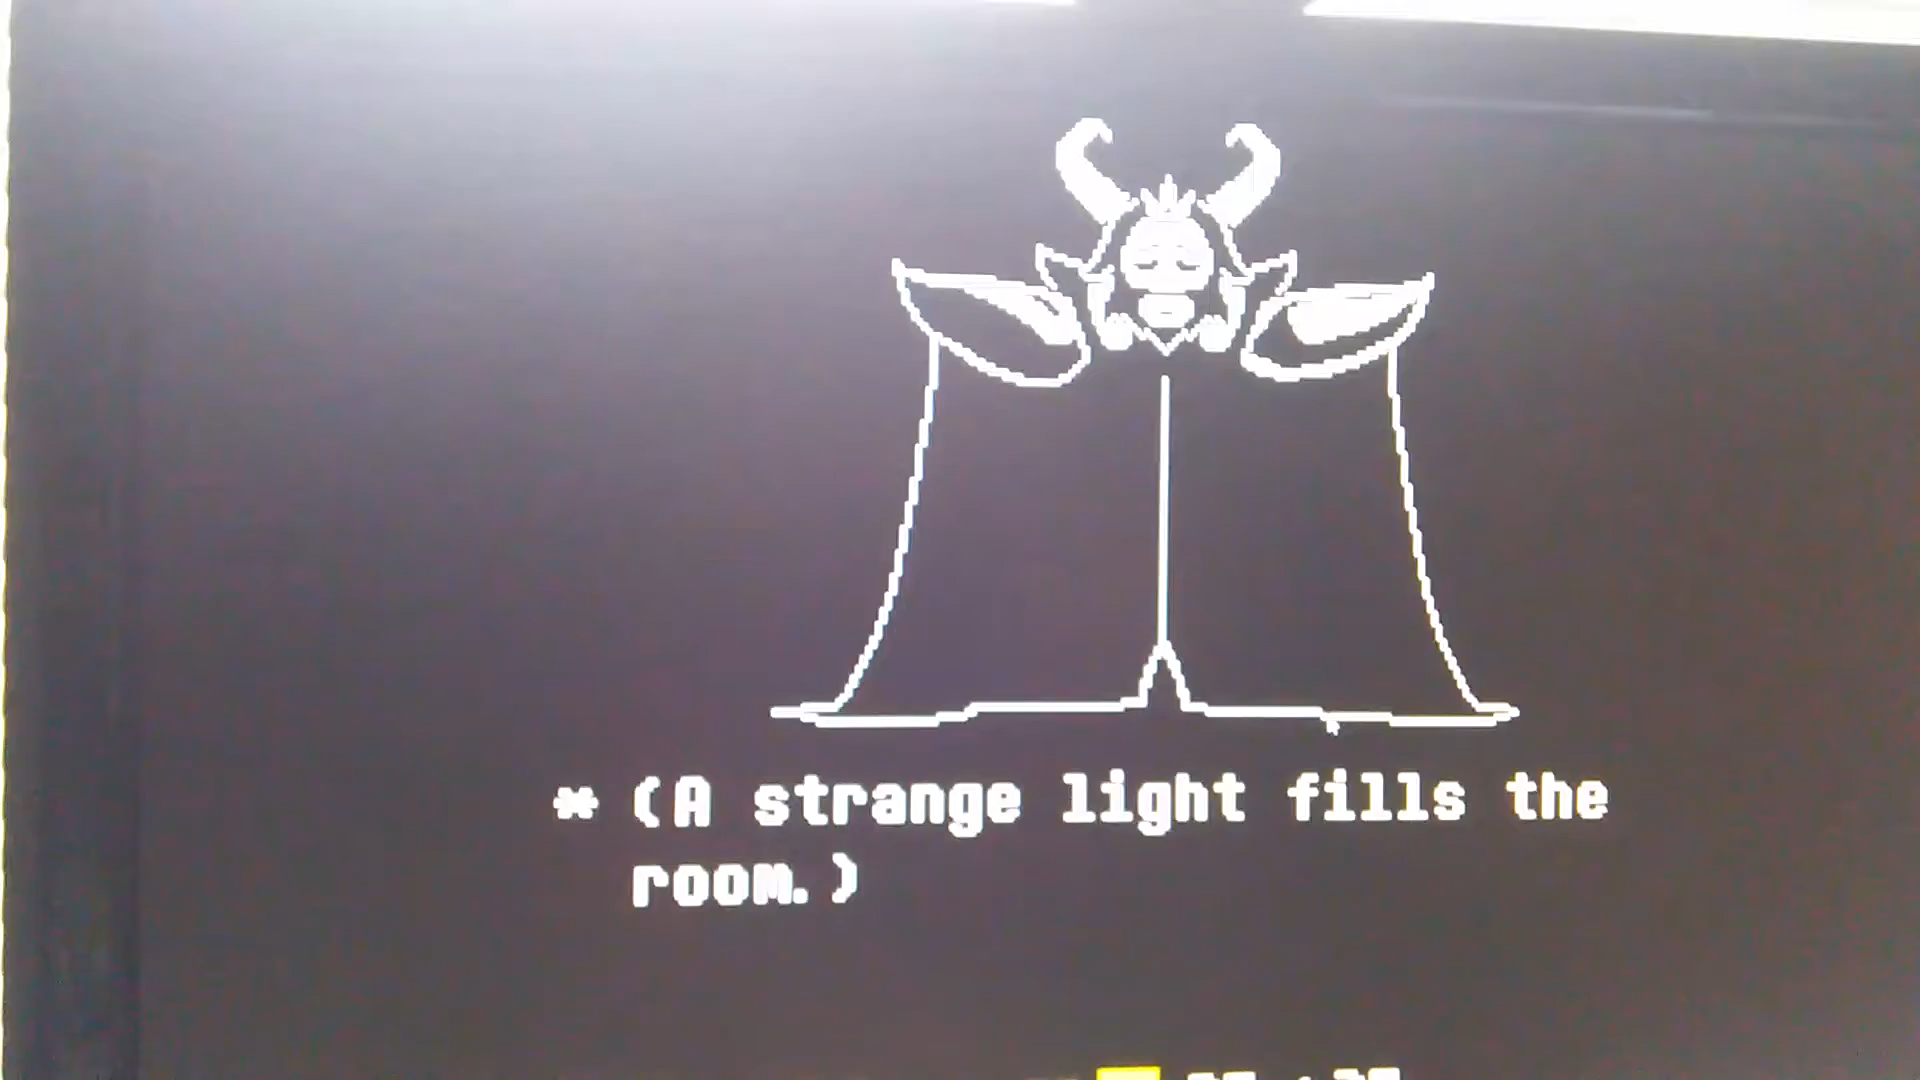 * (A strange light fills the
room.)